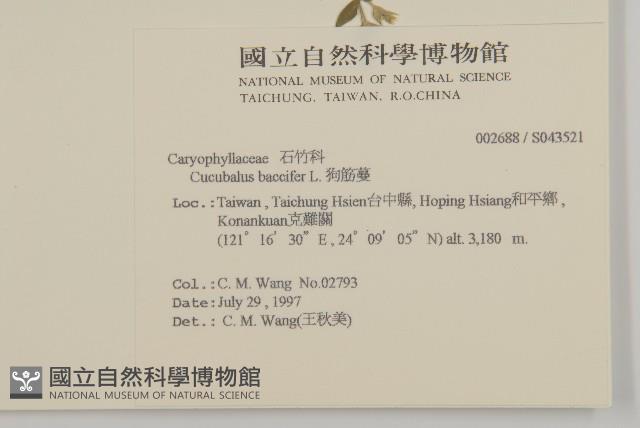 國立自然科學博物館
NATIONAL MUSEUM OF NATURAL SCIENCE
TAICHUNG, TAIWAN, R.O.CHINA
002688 / S043521
Caryophyllaceae 石竹科
Cucubalus baccifer L. 狗筋蔓
Loc.:Taiwan , Taichung Hsien台中縣, Hoping Hsiang和平鄉 ,
Konankuan克難關
(121° 16' 30" E , 24° 09' 05" N) alt. 3,180 m.
Col.:C. M. Wang No.02793
Date:July 29 , 1997
Det.: C. M. Wang(王秋美)
國立自然科學博物館
NATIONAL MUSEUM OF NATURAL SCIENCE